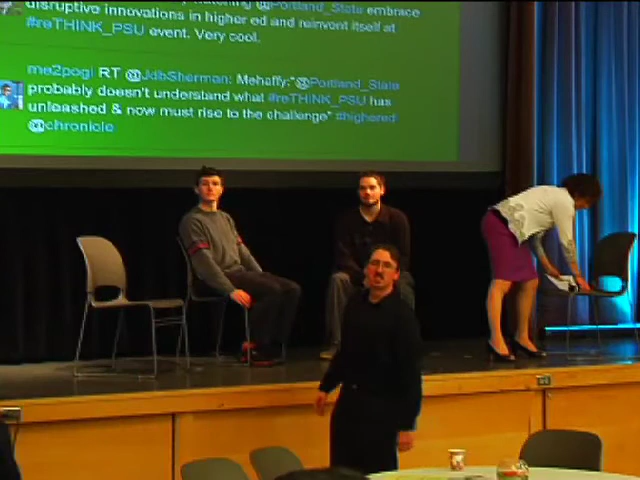 disruptive innovations in higher ed and reinvent itself at
#reTHINK_PSU event. Very cool.
me2pogi RT @JdbSherman: Mehaffy:"@Portland_State
probably doesn't understand what #reTHINK_PSU has
unleashed & now must rise to the challenge" #highered
@chronicle